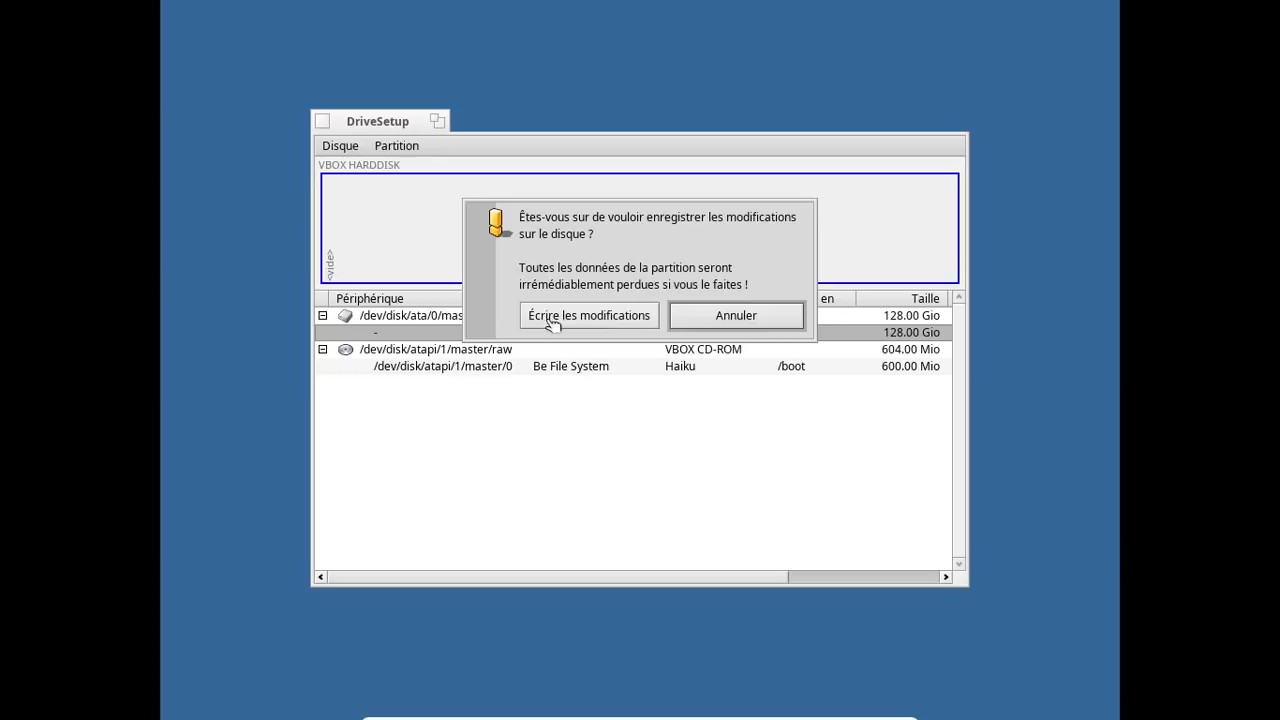 DriveSetup
Disque Partition
VBOX HARDDISK
<vide>
Êtes-vous sur de vouloir enregistrer les modifications
sur le disque ?
Toutes les données de la partition seront
irrémédiablement perdues si vous le faites !
Écrire les modifications Annuler
Périphérique en Taille
/dev/disk/ata/0/mas 128.00 Gio
- 128.00 Gio
/dev/disk/atapi/1/master/raw VBOX CD-ROM 604.00 Mio
/dev/disk/atapi/1/master/0 Be File System Haiku /boot 600.00 Mio